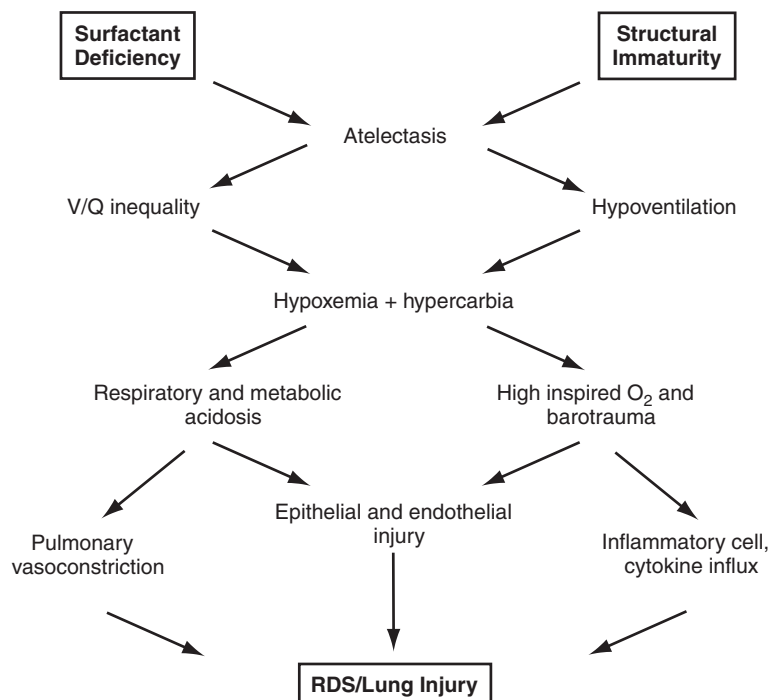 Surfactant
Deficiency
Structural
Immaturity
Atelectasis
V/Q inequality
Hypoventilation
Hypoxemia + hypercarbia
Respiratory and metabolic
acidosis
High inspired O₂ and
barotrauma
Epithelial and endothelial
injury
Pulmonary
vasoconstriction
Inflammatory cell,
cytokine influx
RDS/Lung Injury